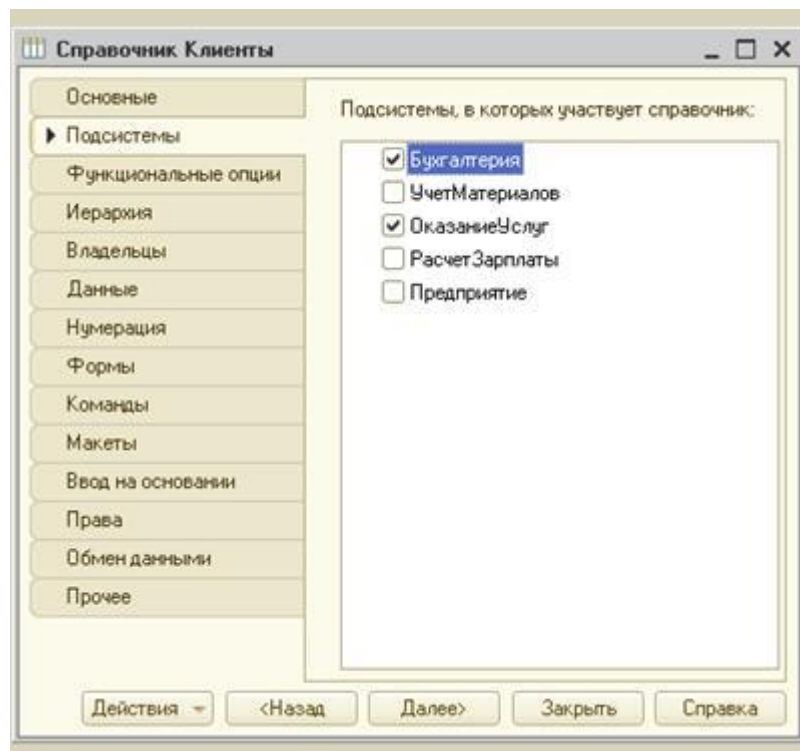 Справочник Клиенты
Основные
Подсистемы
Функциональные опции
Иерархия
Владельцы
Данные
Нумерация
Формы
Команды
Макеты
Ввод на основании
Права
Обмен данными
Прочее
Подсистемы, в которых участвует справочник:
Бухгалтерия
УчетМатериалов
ОказаниеУслуг
РасчетЗарплаты
Предприятие
Действия
<Назад
Далее>
Закрыть
Справка